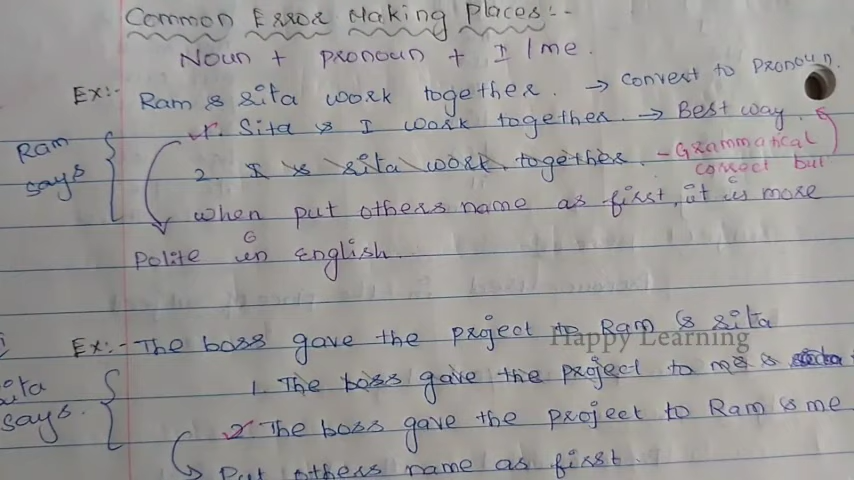 Common Error Making Places:-
Noun + pronoun + I / me.
Ex:- Ram & sita work together. → convert to pronoun.
Ram says
1. Sita & I work together. → Best way.
2. I & sita work together. - Grammatical correct but
when put others name as first, it is more
Polite in English.
Ex:- The boss gave the project to Ram & sita
Happy Learning
says.
1. The boss gave the project to me &
2. The boss gave the project to Ram & me
Put others name as first.